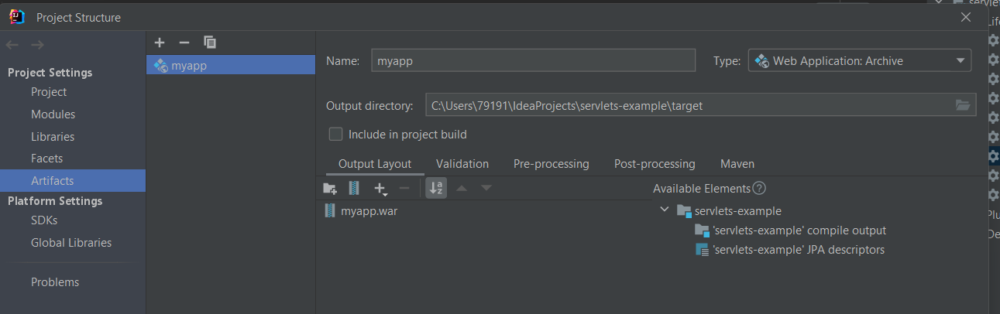 Project Structure
servlets
Project Settings
Project
Modules
Libraries
Facets
Artifacts
Platform Settings
SDKs
Global Libraries
Problems
myapp
Name: myapp Type: Web Application: Archive
Output directory: C:\Users\79191\IdeaProjects\servlets-example\target
Include in project build
Output Layout Validation Pre-processing Post-processing Maven
Available Elements ?
myapp.war
servlets-example
'servlets-example' compile output
'servlets-example' JPA descriptors
Life
Plu
De